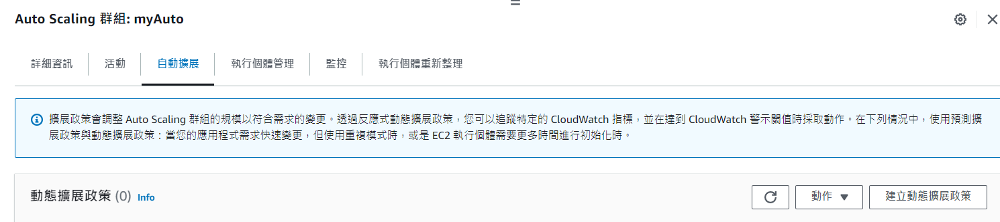 Auto Scaling 群組: myAuto
詳細資訊 活動 自動擴展 執行個體管理 監控 執行個體重新整理
擴展政策會調整 Auto Scaling 群組的規模以符合需求的變更。透過反應式動態擴展政策，您可以追蹤特定的 CloudWatch 指標，並在達到 CloudWatch 警示閾值時採取動作。在下列情況中，使用預測擴
展政策與動態擴展政策：當您的應用程式需求快速變更，但使用重複模式時，或是 EC2 執行個體需要更多時間進行初始化時。
動態擴展政策 (0) Info 動作 建立動態擴展政策